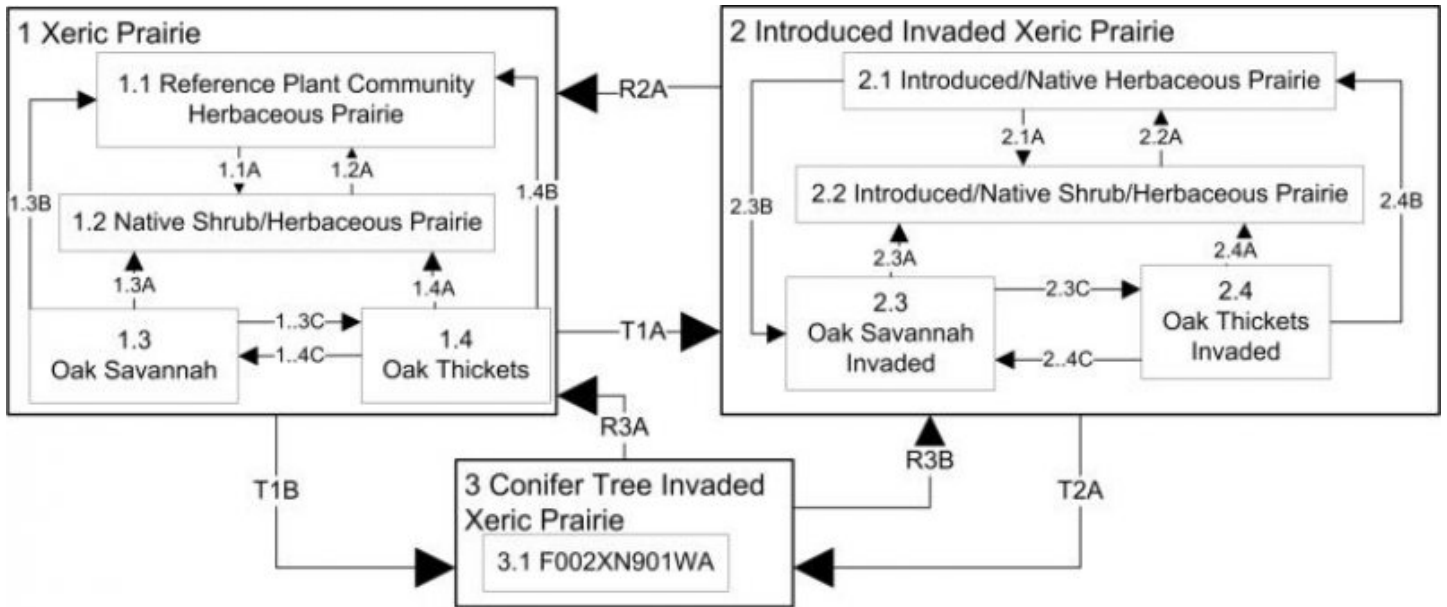 1 Xeric Prairie
1.1 Reference Plant Community
Herbaceous Prairie
1.1A
1.2A
1.3B
1.4B
1.2 Native Shrub/Herbaceous Prairie
1.3A
1.4A
1.3
Oak Savannah
1..3C
1..4C
1.4
Oak Thickets
R2A
T1A
2 Introduced Invaded Xeric Prairie
2.1 Introduced/Native Herbaceous Prairie
2.1A
2.2A
2.3B
2.4B
2.2 Introduced/Native Shrub/Herbaceous Prairie
2.3A
2.4A
2.3
Oak Savannah
Invaded
2.3C
2..4C
2.4
Oak Thickets
Invaded
T1B
R3A
R3B
T2A
3 Conifer Tree Invaded
Xeric Prairie
3.1 F002XN901WA